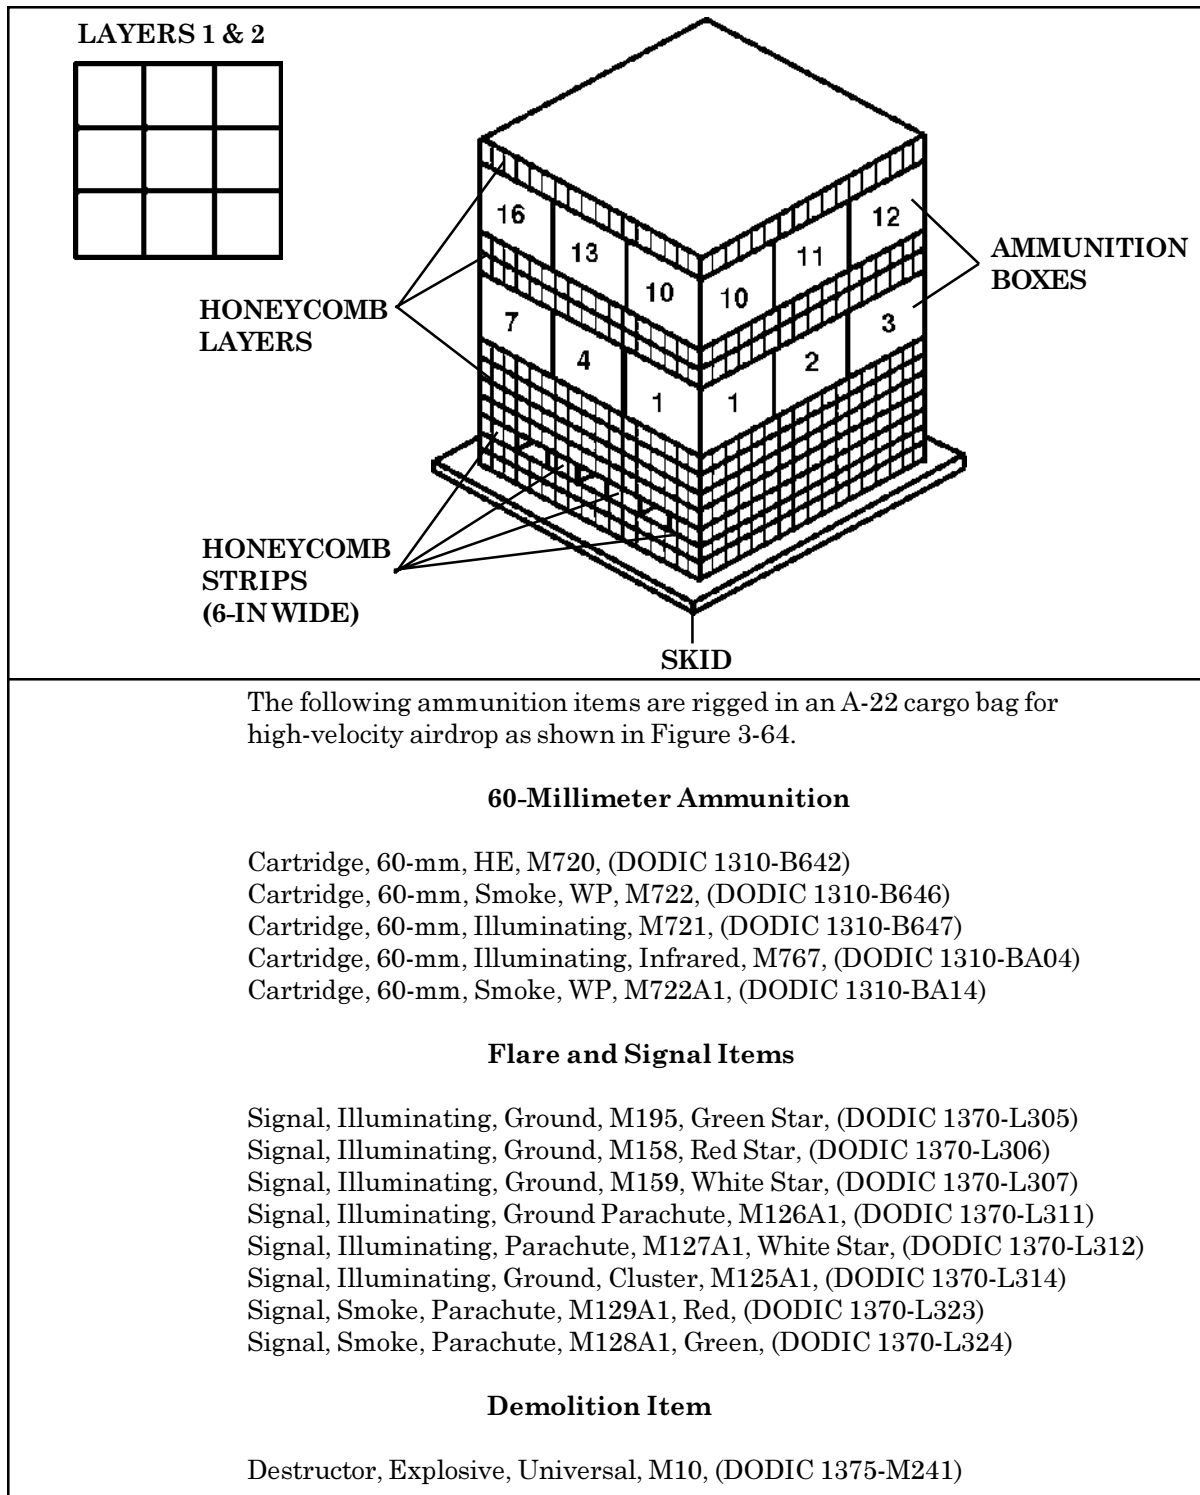 LAYERS 1 & 2
16
13
10
10
11
12
7
4
1
1
2
3
HONEYCOMB
LAYERS
AMMUNITION
BOXES
HONEYCOMB
STRIPS
(6-IN WIDE)
SKID
The following ammunition items are rigged in an A-22 cargo bag for
high-velocity airdrop as shown in Figure 3-64.
60-Millimeter Ammunition
Cartridge, 60-mm, HE, M720, (DODIC 1310-B642)
Cartridge, 60-mm, Smoke, WP, M722, (DODIC 1310-B646)
Cartridge, 60-mm, Illuminating, M721, (DODIC 1310-B647)
Cartridge, 60-mm, Illuminating, Infrared, M767, (DODIC 1310-BA04)
Cartridge, 60-mm, Smoke, WP, M722A1, (DODIC 1310-BA14)
Flare and Signal Items
Signal, Illuminating, Ground, M195, Green Star, (DODIC 1370-L305)
Signal, Illuminating, Ground, M158, Red Star, (DODIC 1370-L306)
Signal, Illuminating, Ground, M159, White Star, (DODIC 1370-L307)
Signal, Illuminating, Ground Parachute, M126A1, (DODIC 1370-L311)
Signal, Illuminating, Parachute, M127A1, White Star, (DODIC 1370-L312)
Signal, Illuminating, Ground, Cluster, M125A1, (DODIC 1370-L314)
Signal, Smoke, Parachute, M129A1, Red, (DODIC 1370-L323)
Signal, Smoke, Parachute, M128A1, Green, (DODIC 1370-L324)
Demolition Item
Destructor, Explosive, Universal, M10, (DODIC 1375-M241)